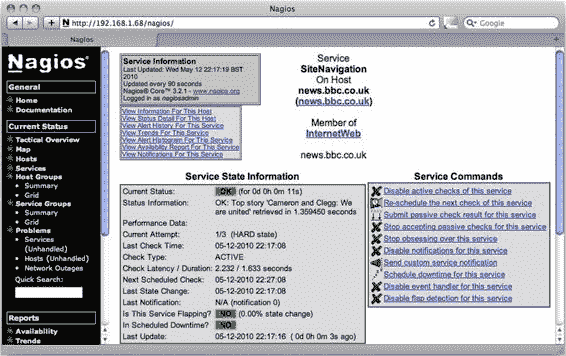 Nagios
http://192.168.1.68/nagios/
Google
Nagios
Nagios®
General
Home
Documentation
Current Status
Tactical Overview
Map
Hosts
Services
Host Groups
Summary
Grid
Service Groups
Summary
Grid
Problems
Services
(Unhandled)
Hosts (Unhandled)
Network Outages
Quick Search:
Reports
Availability
Trends
Service Information
Last Updated: Wed May 12 22:17:19 BST
2010
Updated every 90 seconds
Nagios® Core™ 3.2.1 - www.nagios.org
Logged in as nagiosadmin
View Information For This Host
View Status Detail For This Host
View Alert History For This Service
View Trends For This Service
View Alert Histogram For This Service
View Availability Report For This Service
View Notifications For This Service
Service
SiteNavigation
On Host
news.bbc.co.uk
(news.bbc.co.uk)
Member of
InternetWeb
news.bbc.co.uk
Service State Information
Current Status: OK (for 0d 0h 0m 11s)
Status Information: OK: Top story 'Cameron and Clegg: We
are united' retrieved in 1.359450 seconds
Performance Data:
Current Attempt: 1/3 (HARD state)
Last Check Time: 05-12-2010 22:17:08
Check Type: ACTIVE
Check Latency / Duration: 2.232 / 1.633 seconds
Next Scheduled Check: 05-12-2010 22:27:08
Last State Change: 05-12-2010 22:17:08
Last Notification: N/A (notification 0)
Is This Service Flapping? NO (0.00% state change)
In Scheduled Downtime? NO
Last Update: 05-12-2010 22:17:16 ( 0d 0h 0m 3s ago)
Service Commands
Disable active checks of this service
Re-schedule the next check of this service
Submit passive check result for this service
Stop accepting passive checks for this service
Stop obsessing over this service
Disable notifications for this service
Send custom service notification
Schedule downtime for this service
Disable event handler for this service
Disable flap detection for this service